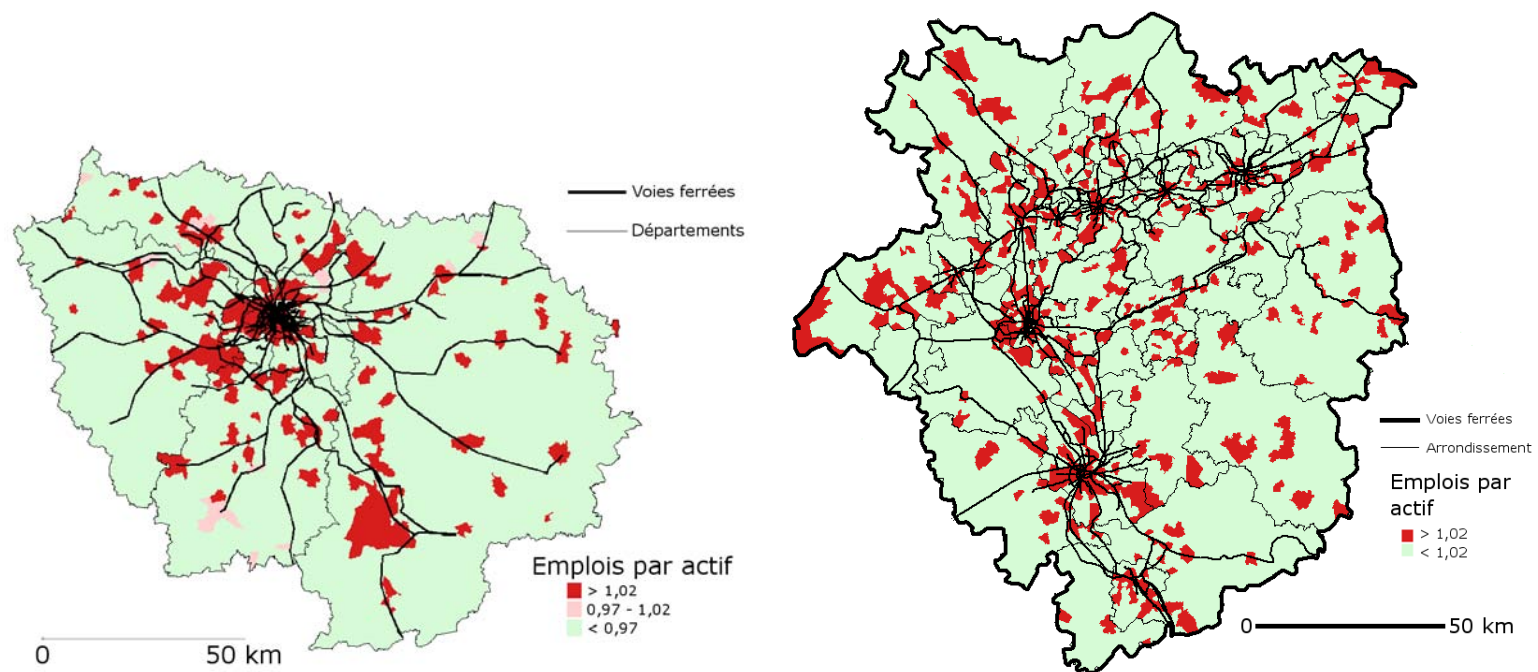 Voies ferrées
Départements
Emplois par actif
> 1,02
0,97 - 1,02
< 0,97
0 50 km
Voies ferrées
Arrondissement
Emplois par
actif
> 1,02
< 1,02
0 50 km